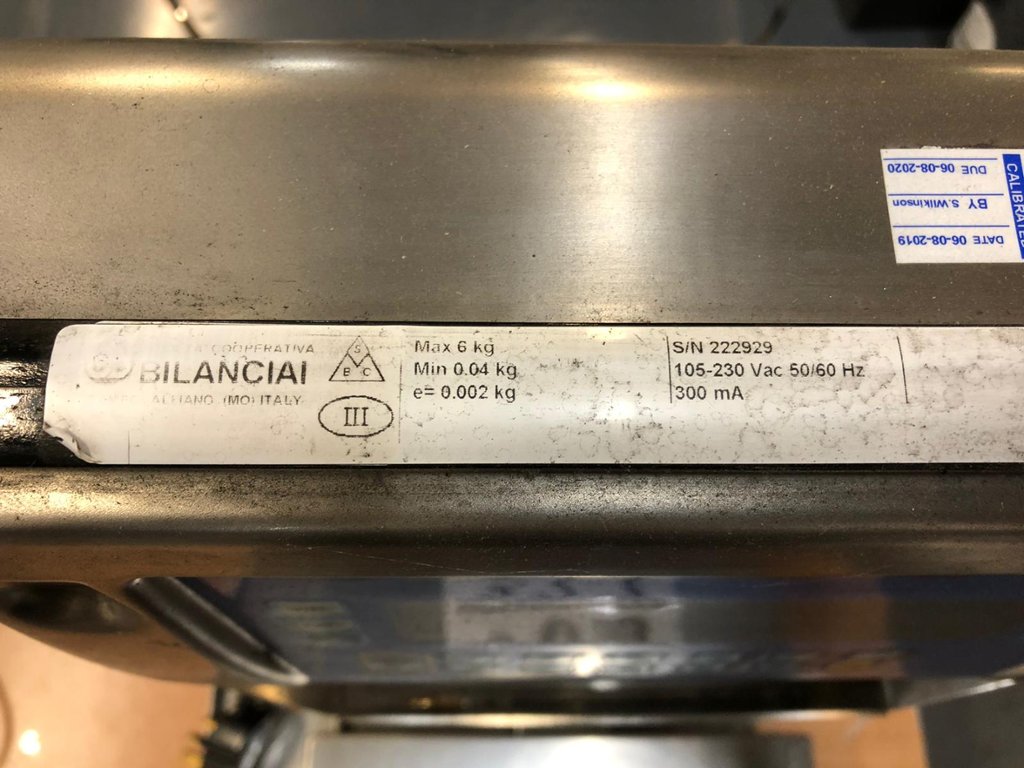 COOPERATIVA
BILANCIAI
CAMPOGALLIANO (MO) ITALY
S
B C
III
Max 6 kg
Min 0.04 kg
e= 0.002 kg
S/N 222929
105-230 Vac 50/60 Hz
300 mA
CALIBRATED
DATE 06-08-2019
BY S.Wilkinson
DUE 06-08-2020